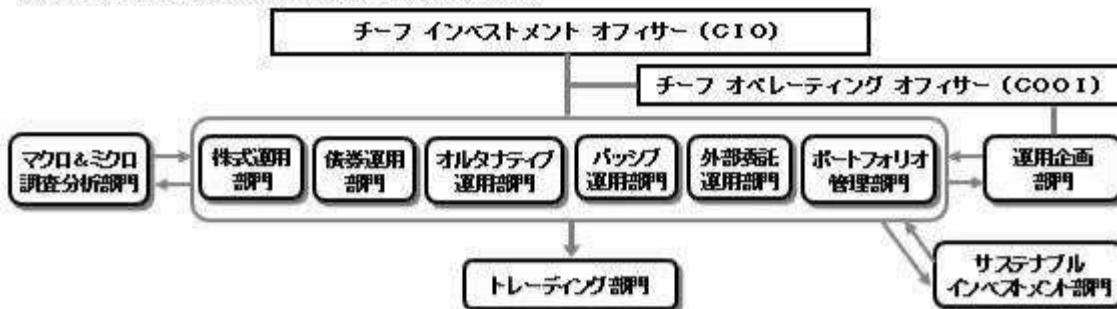 チーフ インベストメント オフィサー (CIO)
チーフ オペレーティング オフィサー (COOI)
マクロ&ミクロ
調査分析部門
株式運用
部門
債券運用
部門
オルタナティブ
運用部門
パッシブ
運用部門
外部委託
運用部門
ポートフォリオ
管理部門
運用企画
部門
トレーディング部門
サステナブル
インベストメント部門